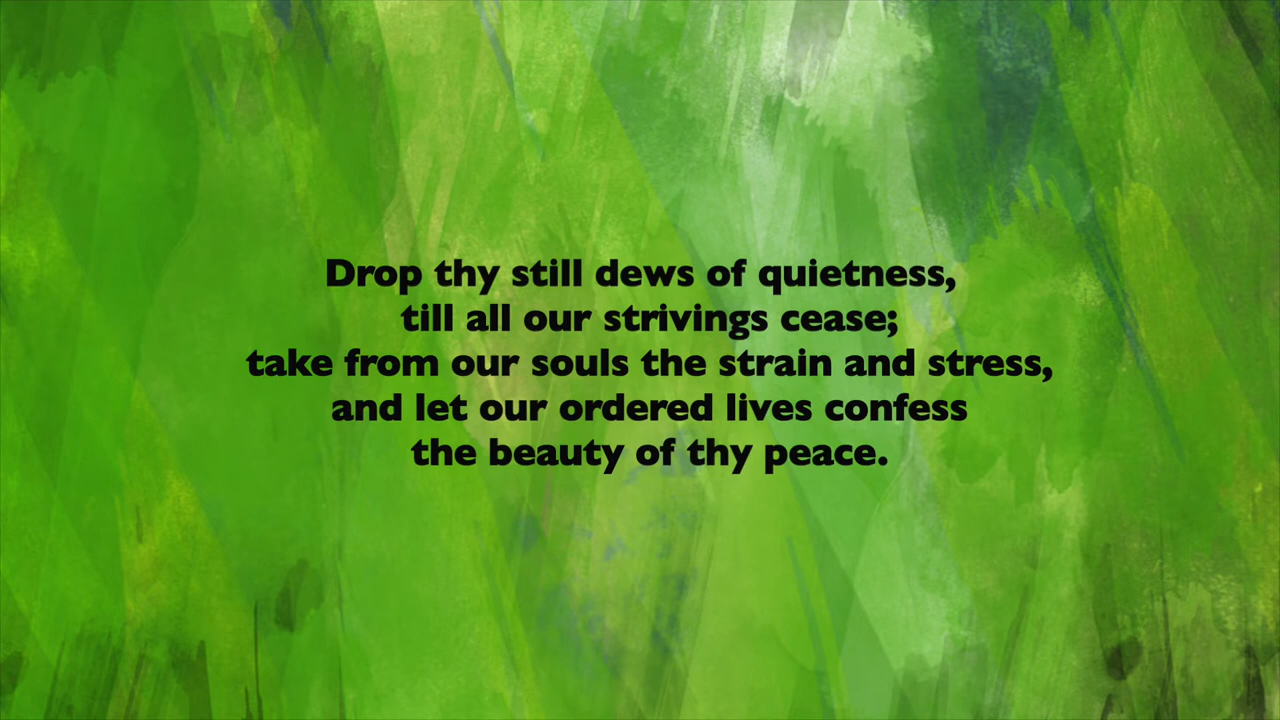 Drop thy still dews of quietness,
till all our strivings cease;
take from our souls the strain and stress,
and let our ordered lives confess
the beauty of thy peace.